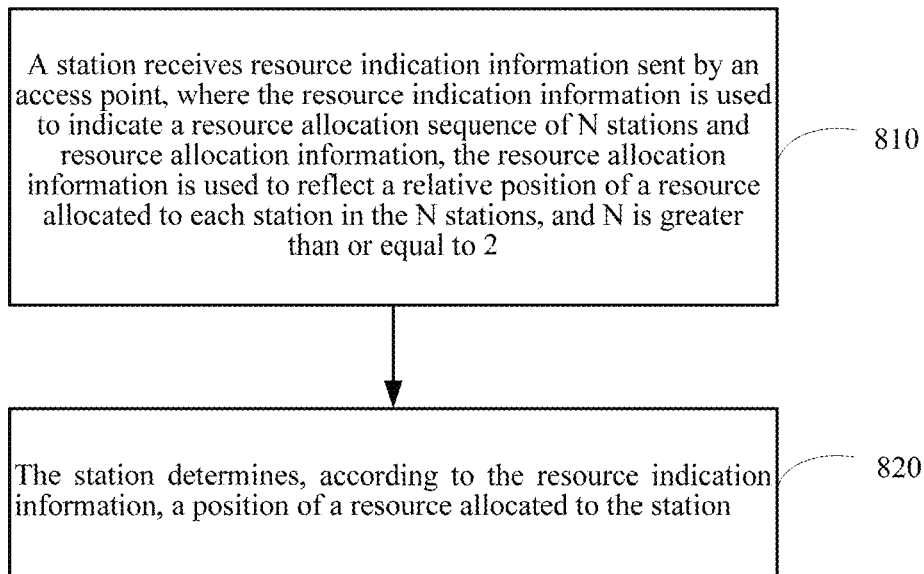 A station receives resource indication information sent by an
access point, where the resource indication information is used
to indicate a resource allocation sequence of N stations and
resource allocation information, the resource allocation
information is used to reflect a relative position of a resource
allocated to each station in the N stations, and N is greater
than or equal to 2
810
The station determines, according to the resource indication
information, a position of a resource allocated to the station
820